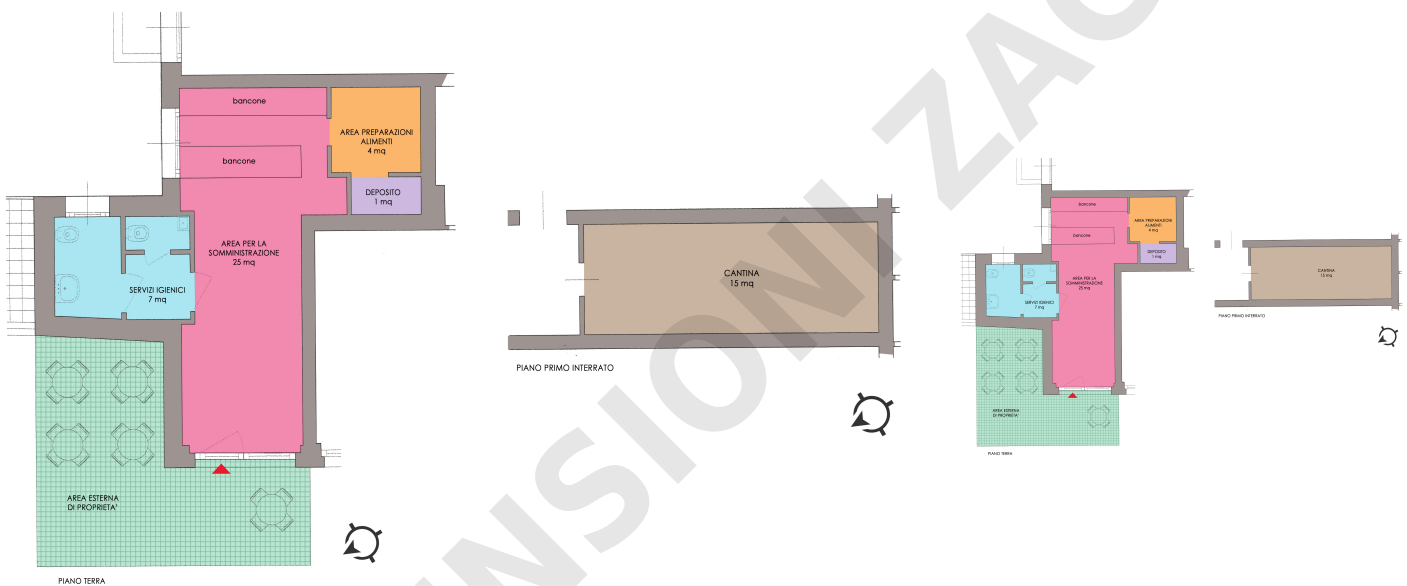 bancone
AREA PREPARAZIONI
ALIMENTI
4 mq
bancone
DEPOSITO
1 mq
AREA PER LA
SOMMINISTRAZIONE
25 mq
SERVIZI IGIENICI
7 mq
AREA ESTERNA
DI PROPRIETA'
PIANO TERRA
CANTINA
15 mq
PIANO PRIMO INTERRATO
bancone
AREA PREPARAZIONI
ALIMENTI
4 mq
bancone
DEPOSITO
1 mq
AREA PER LA
SOMMINISTRAZIONE
25 mq
SERVIZI IGIENICI
7 mq
AREA ESTERNA
DI PROPRIETA'
PIANO TERRA
CANTINA
15 mq
PIANO PRIMO INTERRATO
NSIONI ZAG